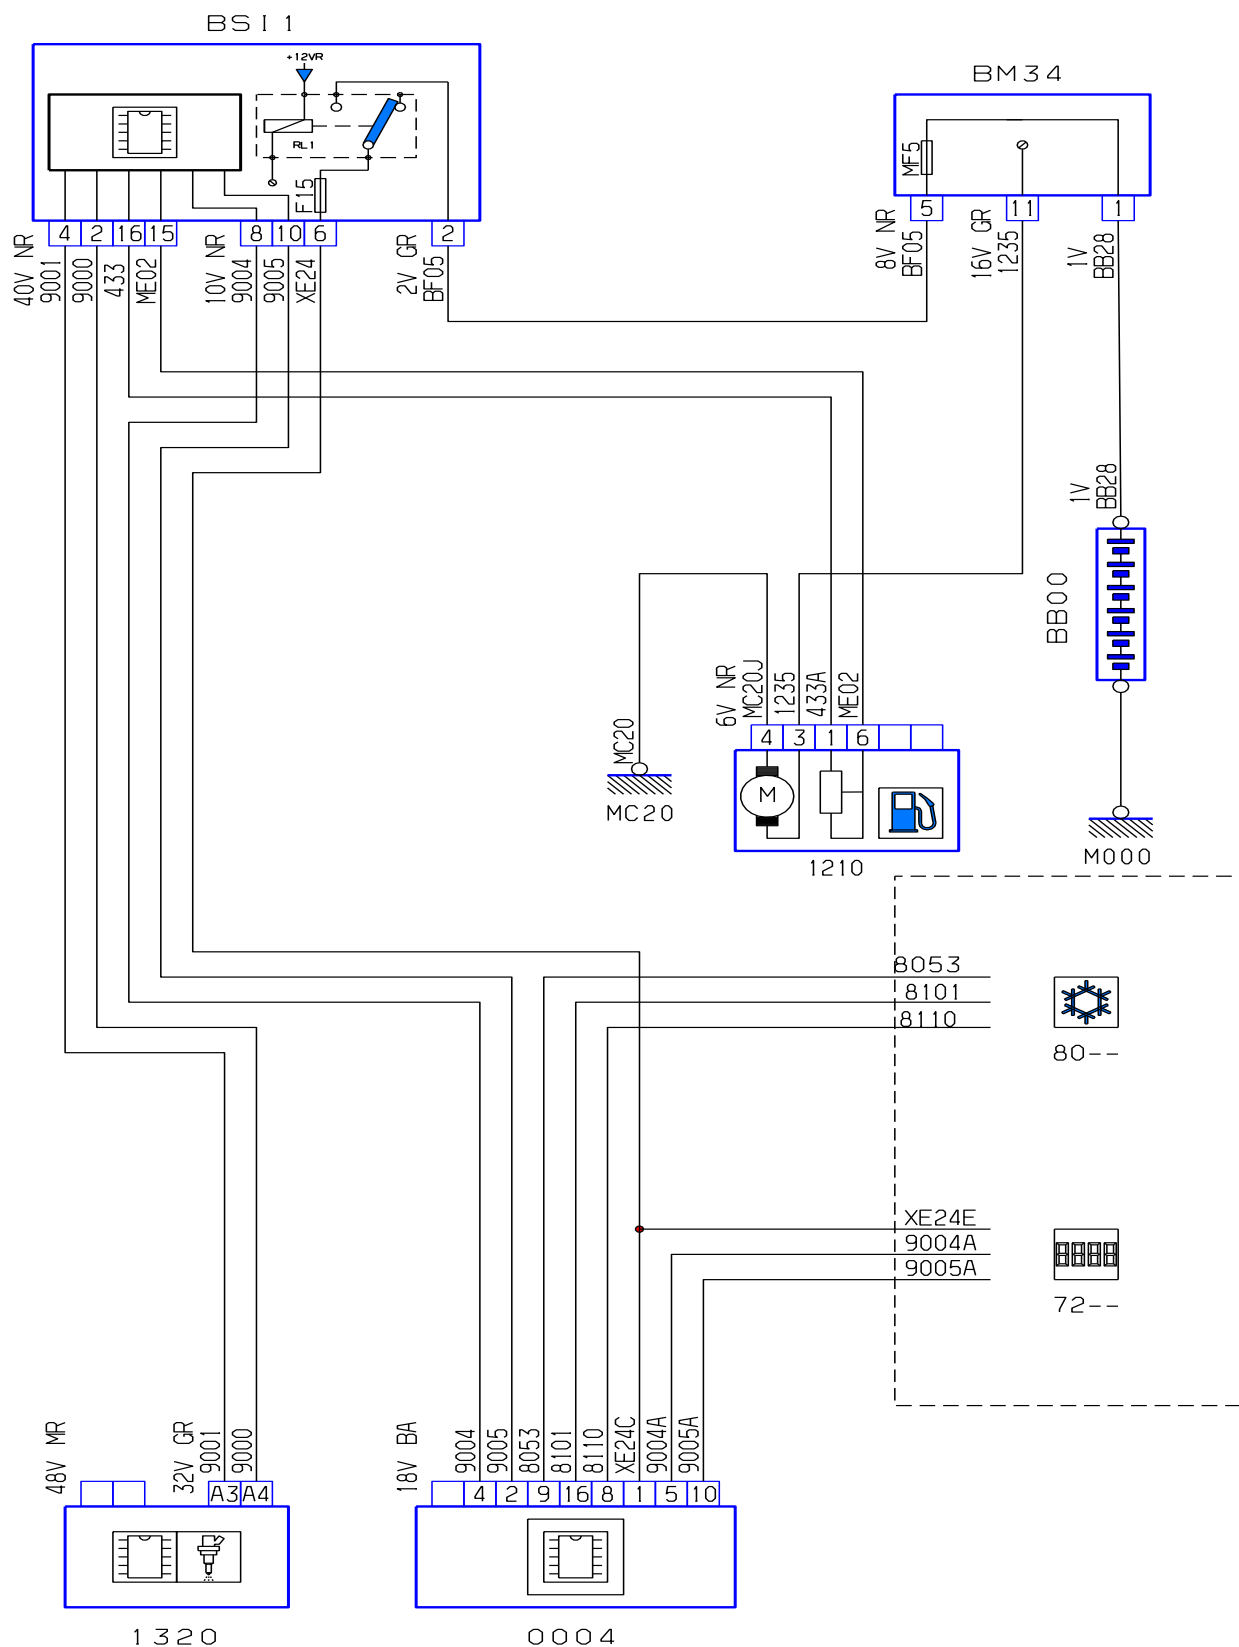 BSI 1
+12VR
RL1
F15
4 2 16 15 8 10 6 2
40V NR
9001
9000
433
ME02
10V NR
9004
9005
XE24
2V GR
BF05
BM34
MF5
5 11 1
8V NR
BF05
16V GR
1235
1V
BB28
1V
BB28
BB00
M000
MC20
MC20
6V NR
MC20J
1235
433A
ME02
4 3 1 6
M
1210
8053
8101
8110
80--
XE24E
9004A
9005A
72--
48V MR
32V GR
9001
9000
A3 A4
1320
18V BA
9004
9005
8053
8101
8110
XE24C
9004A
9005A
4 2 9 16 8 1 5 10
0004